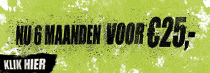 NU 6 MAANDEN VOOR €25,-
KLIK HIER